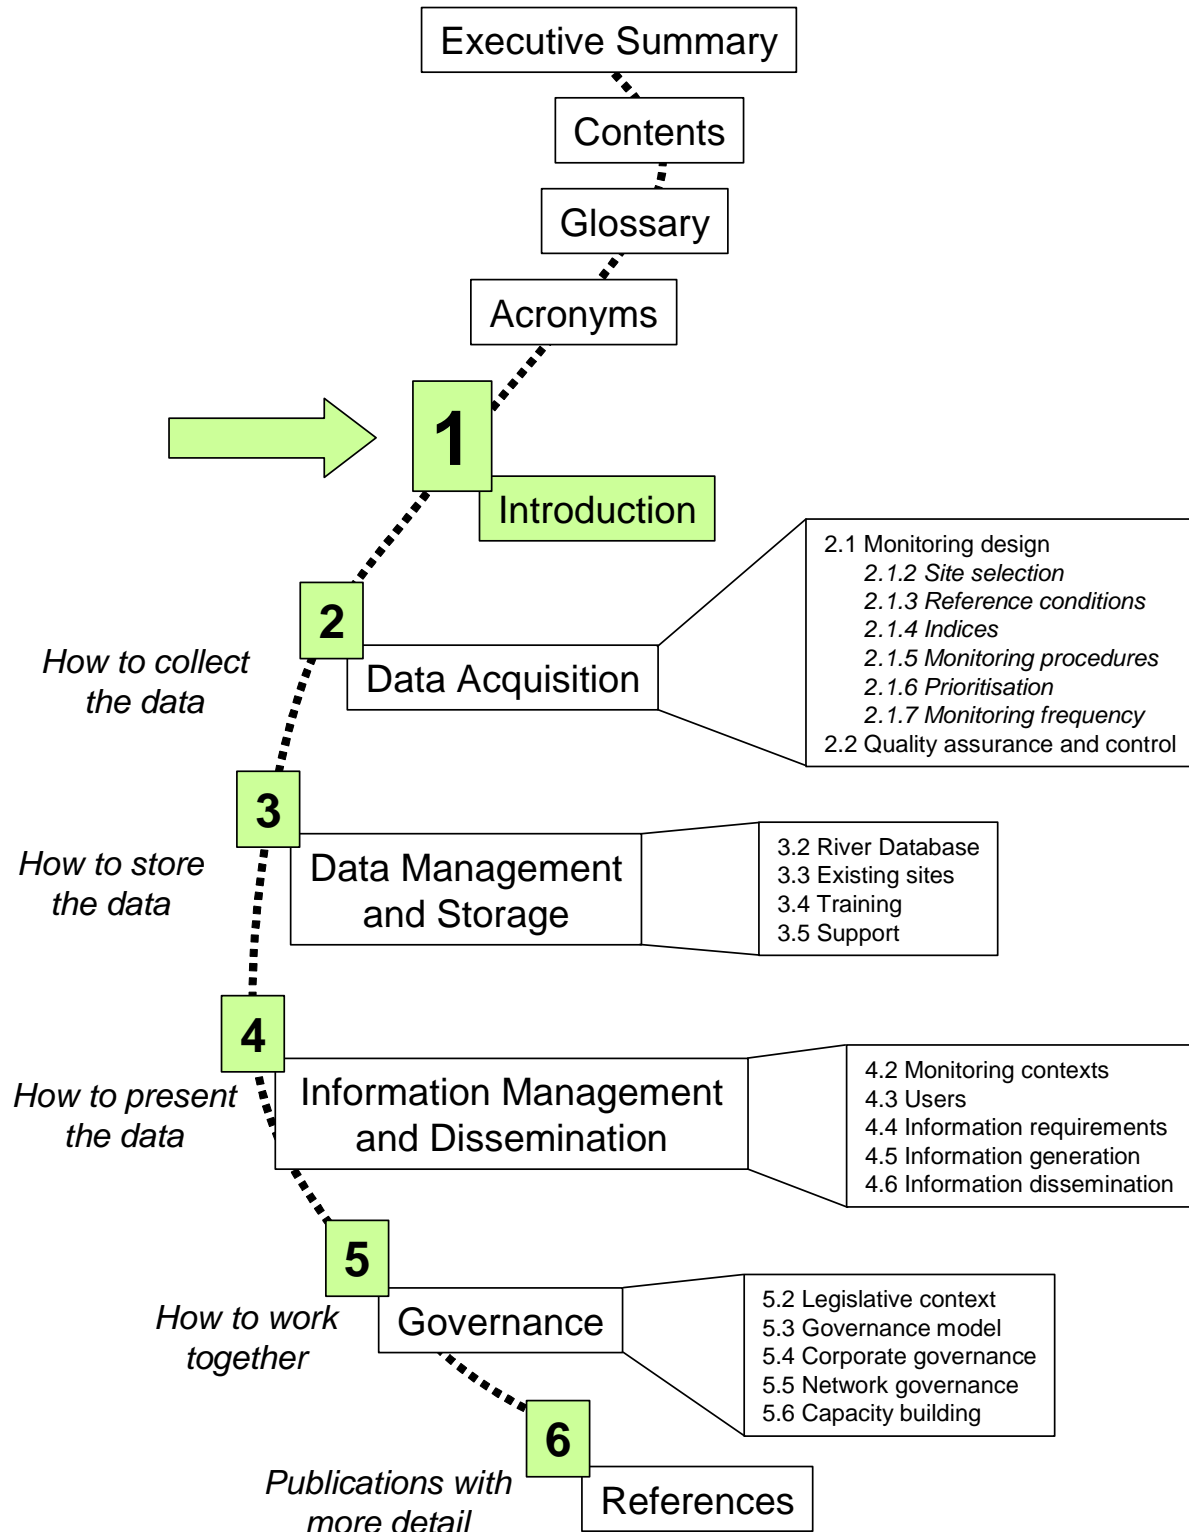 Executive Summary
Contents
Glossary
Acronyms
1
Introduction
2
How to collect
the data
Data Acquisition
2.1 Monitoring design
2.1.2 Site selection
2.1.3 Reference conditions
2.1.4 Indices
2.1.5 Monitoring procedures
2.1.6 Prioritisation
2.1.7 Monitoring frequency
2.2 Quality assurance and control
3
How to store
the data
Data Management
and Storage
3.2 River Database
3.3 Existing sites
3.4 Training
3.5 Support
4
How to present
the data
Information Management
and Dissemination
4.2 Monitoring contexts
4.3 Users
4.4 Information requirements
4.5 Information generation
4.6 Information dissemination
5
How to work
together
Governance
5.2 Legislative context
5.3 Governance model
5.4 Corporate governance
5.5 Network governance
5.6 Capacity building
6
Publications with
more detail
References